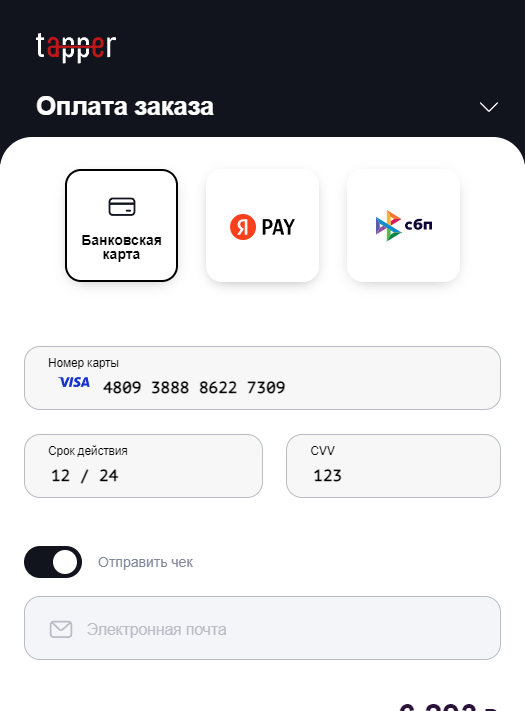 tapper
Оплата заказа
Банковская
карта
Я PAY
сбп
Номер карты
VISA 4809 3888 8622 7309
Срок действия
12 / 24
CVV
123
Отправить чек
Электронная почта